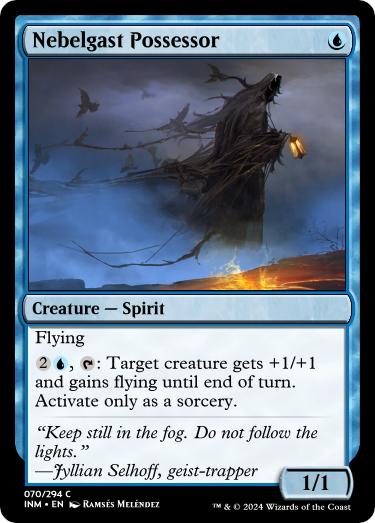 Nebelgast Possessor
Creature — Spirit
Flying
2, : Target creature gets +1/+1
and gains flying until end of turn.
Activate only as a sorcery.
“Keep still in the fog. Do not follow the
lights.”
—Jyllian Selhoff, geist-trapper
1/1
070/294 C
INM • EN Ramsés Meléndez
™ & © 2024 Wizards of the Coast